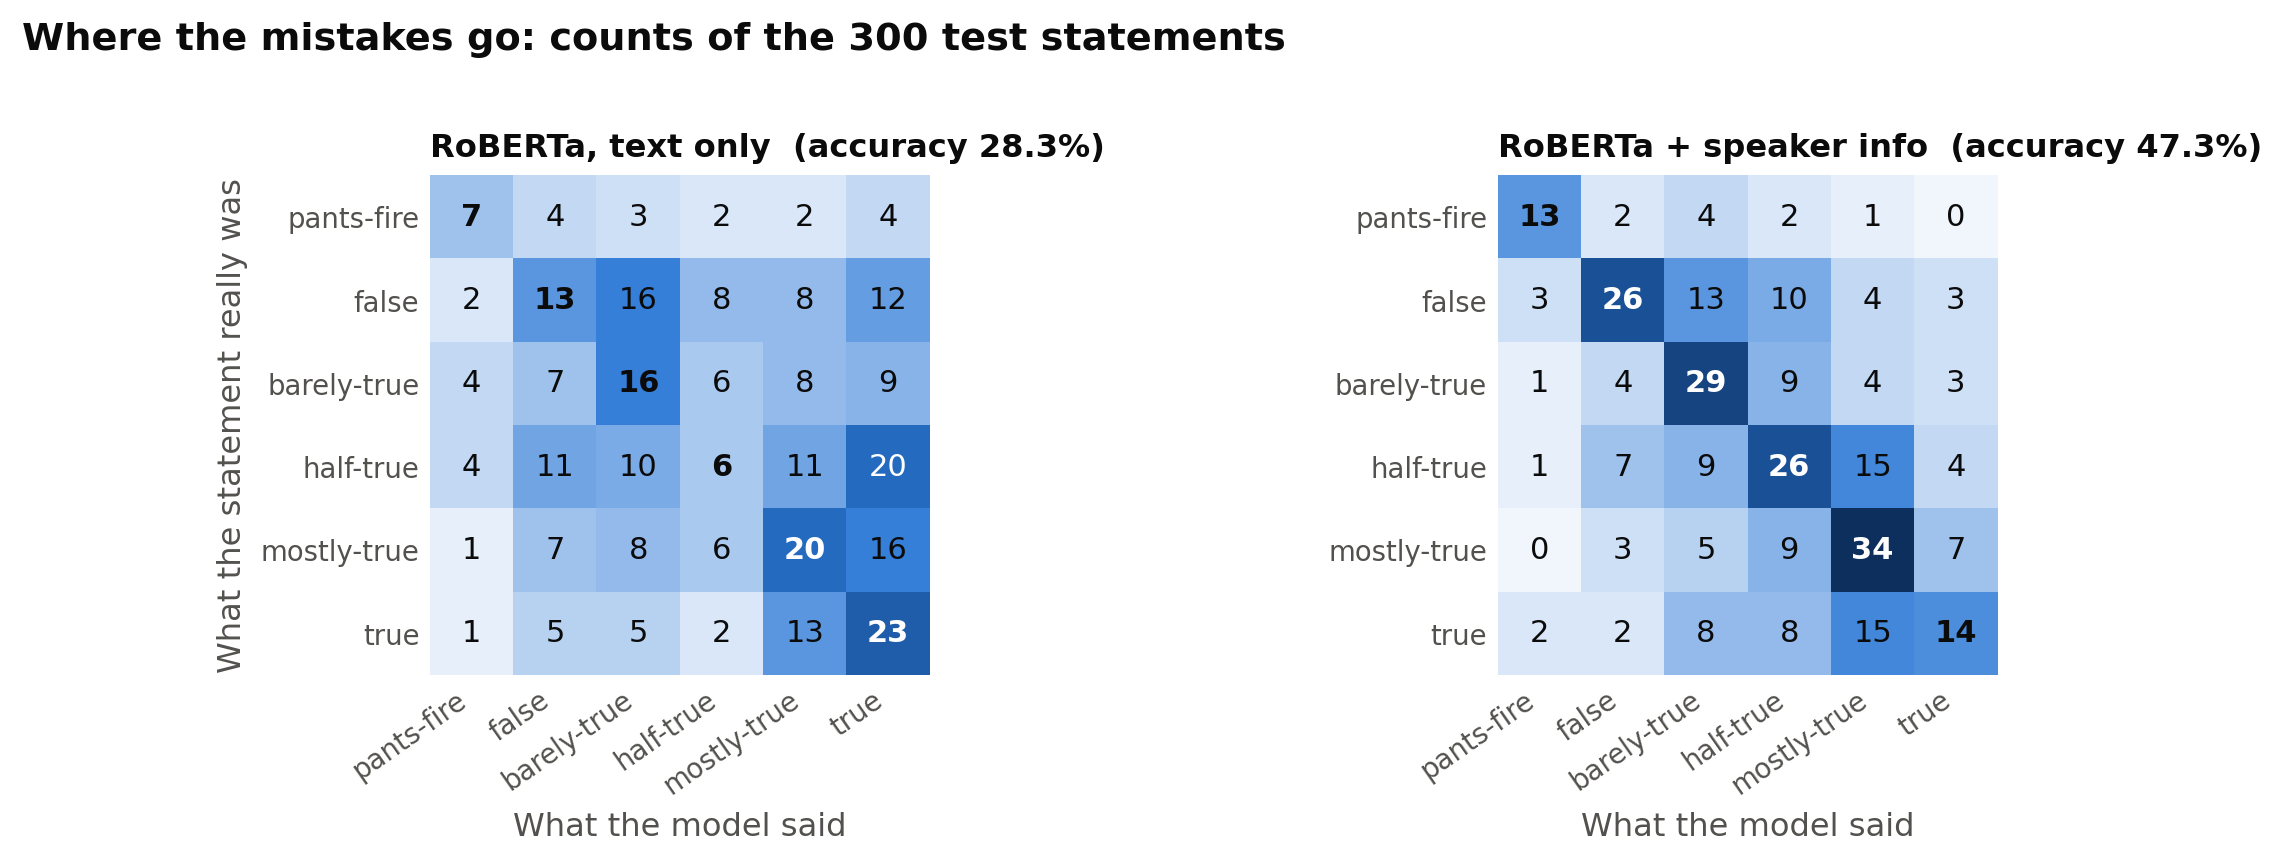 Where the mistakes go: counts of the 300 test statements
RoBERTa, text only (accuracy 28.3%)
What the statement really was
pants-fire 7 4 3 2 2 4
false 2 13 16 8 8 12
barely-true 4 7 16 6 8 9
half-true 4 11 10 6 11 20
mostly-true 1 7 8 6 20 16
true 1 5 5 2 13 23
pants-fire false barely-true half-true mostly-true true
What the model said
RoBERTa + speaker info (accuracy 47.3%)
pants-fire 13 2 4 2 1 0
false 3 26 13 10 4 3
barely-true 1 4 29 9 4 3
half-true 1 7 9 26 15 4
mostly-true 0 3 5 9 34 7
true 2 2 8 8 15 14
pants-fire false barely-true half-true mostly-true true
What the model said